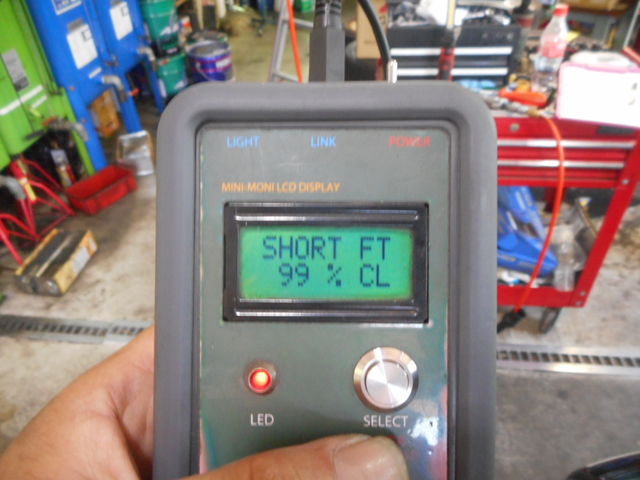 LIGHT
LINK
POWER
MINI-MONI LCD DISPLAY
SHORT FT
99 % CL
LED
SELECT